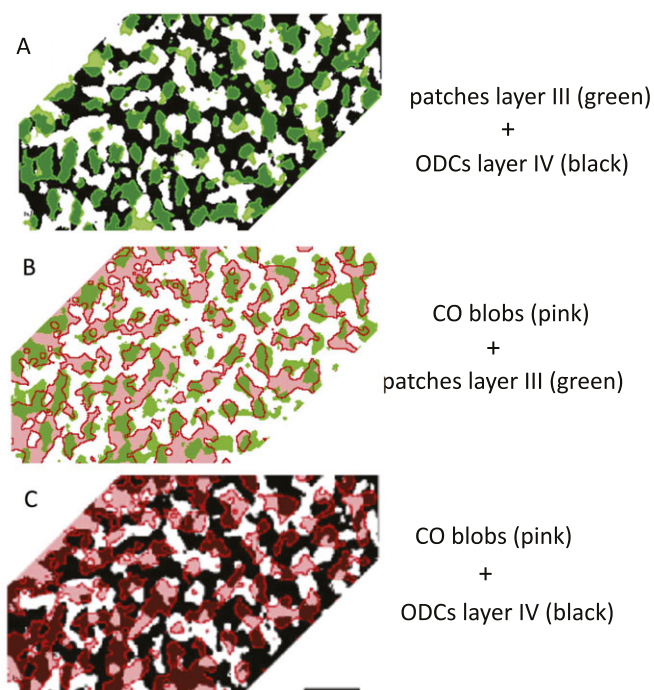 A
patches layer III (green)
+
ODCs layer IV (black)
B
CO blobs (pink)
+
patches layer III (green)
C
CO blobs (pink)
+
ODCs layer IV (black)